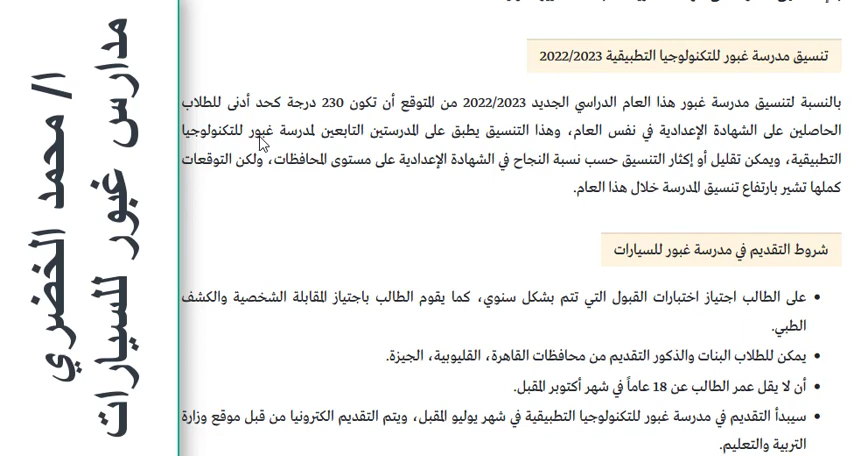 ا/ محمد الخضري
مدارس غبور للسيارات
تنسيق مدرسة غبور للتكنولوجيا التطبيقية 2022/2023
بالنسبة لتنسيق مدرسة غبور هذا العام الدراسي الجديد 2022/2023 من المتوقع أن تكون 230 درجة كحد أدنى للطلاب
الحاصلين على الشهادة الإعدادية في نفس العام، وهذا التنسيق يطبق على المدرستين التابعين لمدرسة غبور للتكنولوجيا
التطبيقية، ويمكن تقليل أو إكثار التنسيق حسب نسبة النجاح في الشهادة الإعدادية على مستوى المحافظات، ولكن التوقعات
كملها تشير بارتفاع تنسيق المدرسة خلال هذا العام.
شروط التقديم في مدرسة غبور للسيارات
• على الطالب اجتياز اختبارات القبول التي تتم بشكل سنوي، كما يقوم الطالب باجتياز المقابلة الشخصية والكشف
الطبي.
• يمكن للطلاب البنات والذكور التقديم من محافظات القاهرة، القليوبية، الجيزة.
• أن لا يقل عمر الطالب عن 18 عاماً في شهر أكتوبر المقبل.
• سيبدأ التقديم في مدرسة غبور للتكنولوجيا التطبيقية في شهر يوليو المقبل، ويتم التقديم الكترونيا من قبل موقع وزارة
التربية والتعليم.